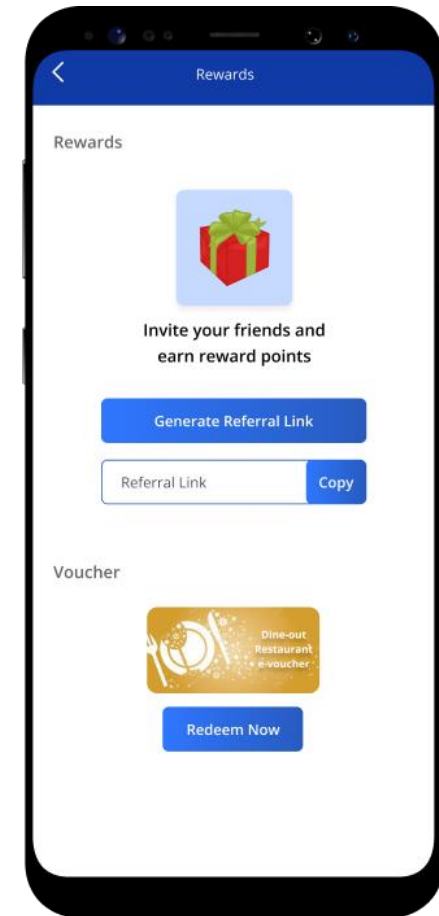 Rewards
Rewards
Invite your friends and
earn reward points
Generate Referral Link
Referral Link
Copy
Voucher
Dine-out
Restaurant
e-voucher
Redeem Now